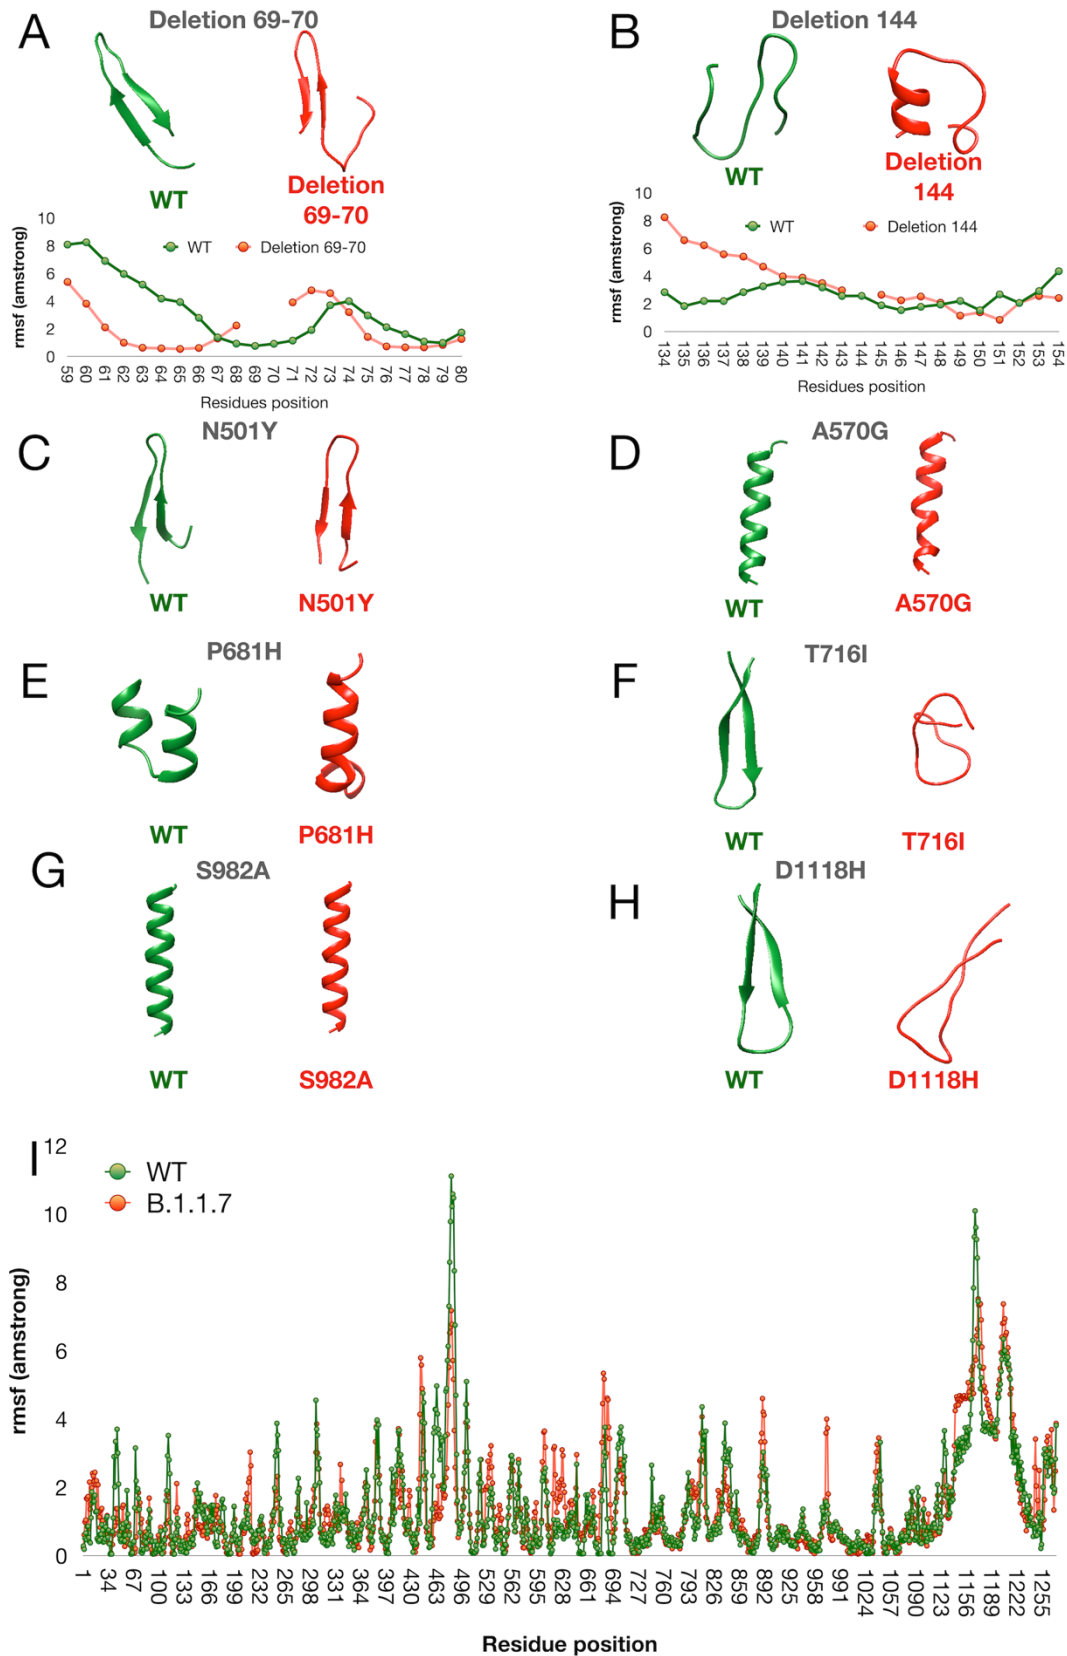 A
Deletion 69-70
WT
Deletion
69-70
10
8
6
4
2
0
rmsf (amstrong)
WT
Deletion 69-70
59 60 61 62 63 64 65 66 67 68 69 70 71 72 73 74 75 76 77 78 79 80
Residues position
B
Deletion 144
WT
Deletion
144
10
8
6
4
2
0
rmsf (amstrong)
WT
Deletion 144
134 135 136 137 138 139 140 141 142 143 144 145 146 147 148 149 150 151 152 153 154
Residues position
C
N501Y
WT
N501Y
D
A570G
WT
A570G
E
P681H
WT
P681H
F
T716I
WT
T716I
G
S982A
WT
S982A
H
D1118H
WT
D1118H
I
12
10
8
6
4
2
0
rmsf (amstrong)
WT
B.1.1.7
1 34 67 100 133 166 199 232 265 298 331 364 397 430 463 496 529 562 595 628 661 694 727 760 793 826 859 892 925 958 991 1024 1057 1090 1123 1156 1189 1222 1255
Residue position